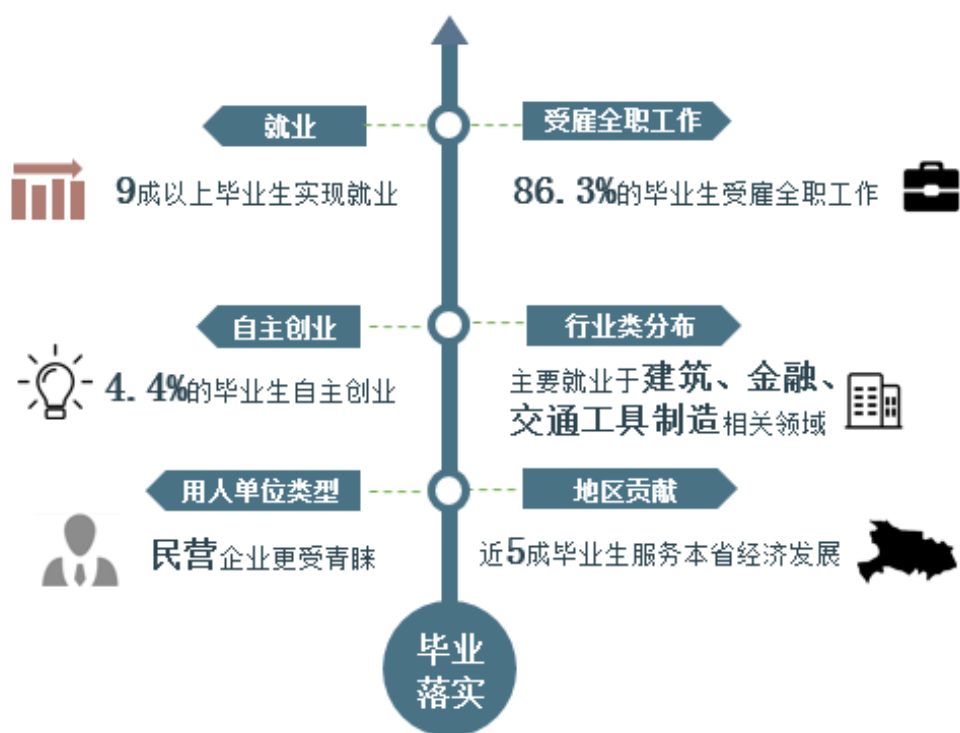 就业
受雇全职工作
9成以上毕业生实现就业
86.3%的毕业生受雇全职工作
自主创业
行业类分布
4.4%的毕业生自主创业
主要就业于建筑、金融、
交通工具制造相关领域
用人单位类型
地区贡献
民营企业更受青睐
近5成毕业生服务本省经济发展
毕业
落实